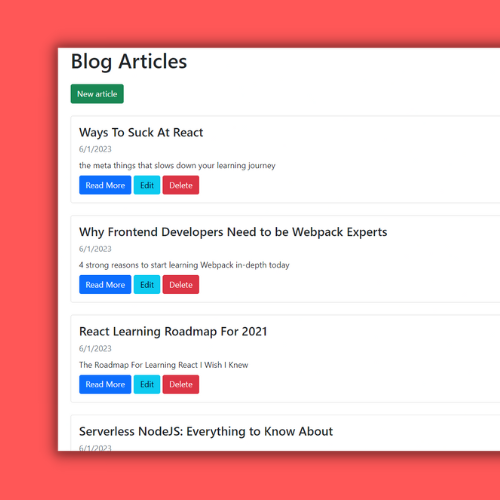 Blog Articles
New article
Ways To Suck At React
6/1/2023
the meta things that slows down your learning journey
Read More Edit Delete
Why Frontend Developers Need to be Webpack Experts
6/1/2023
4 strong reasons to start learning Webpack in-depth today
Read More Edit Delete
React Learning Roadmap For 2021
6/1/2023
The Roadmap For Learning React I Wish I Knew
Read More Edit Delete
Serverless NodeJS: Everything to Know About
6/1/2023